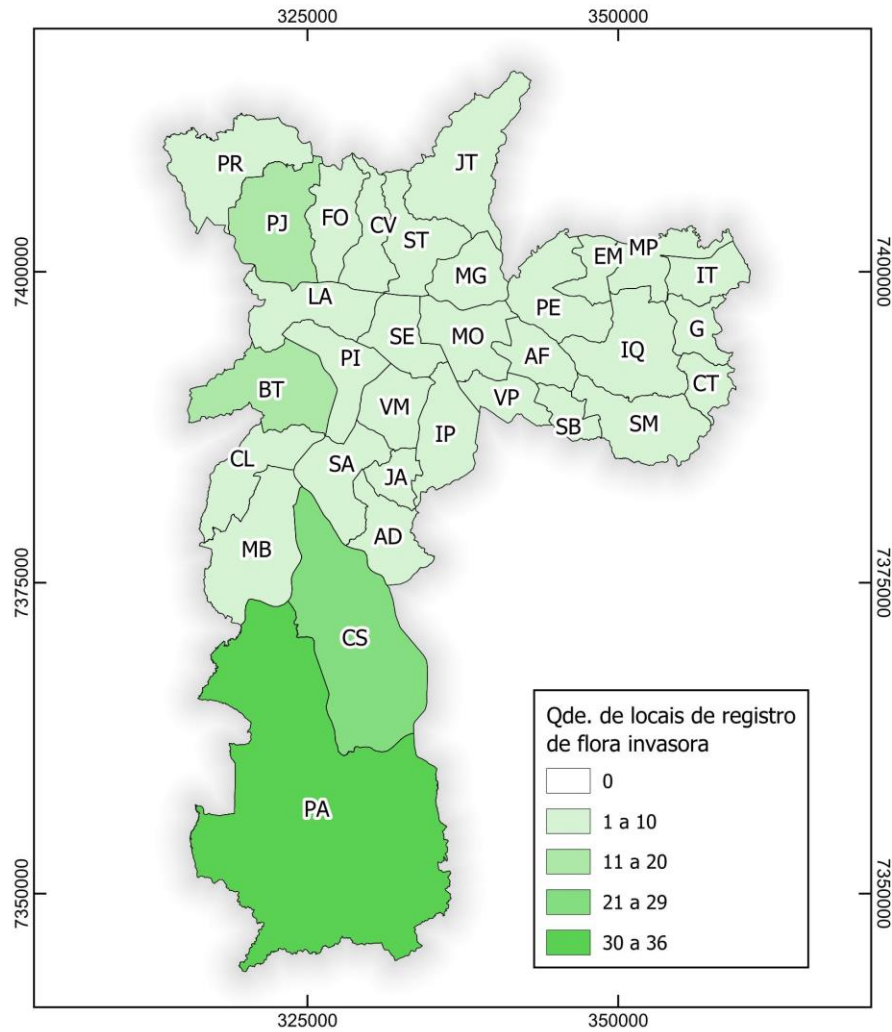 325000
350000
JT
PR
PJ
FO
CV
ST
7400000
EM
MP
7400000
MG
IT
LA
PE
G
SE
MO
PI
AF
IQ
BT
CT
VM
VP
IP
SB
SM
CL
SA
JA
AD
MB
7375000
7375000
CS
Qde. de locais de registro
de flora invasora
0
PA
1 a 10
11 a 20
7350000
7350000
21 a 29
30 a 36
325000
350000